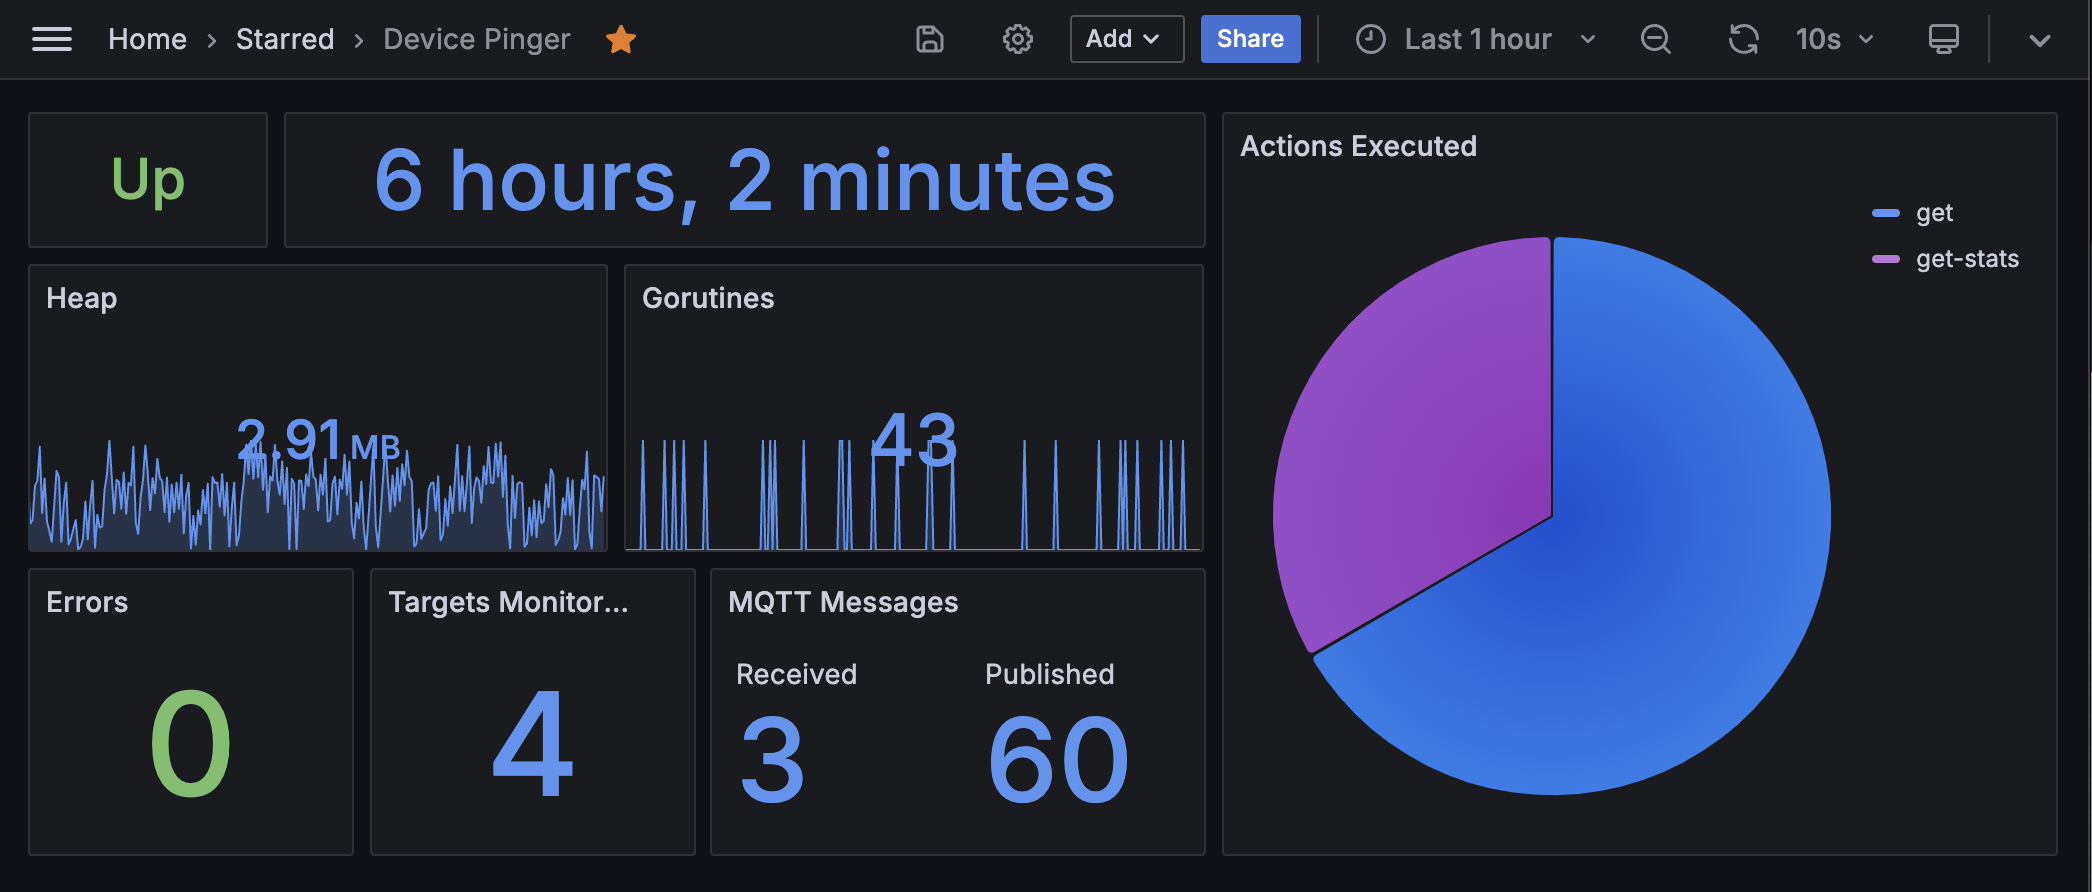 Home › Starred › Device Pinger
Add
Share
Last 1 hour
10s
Up
6 hours, 2 minutes
Actions Executed
get
get-stats
Heap
2.91 MB
Gorutines
43
Errors
0
Targets Monitor...
4
MQTT Messages
Received
3
Published
60